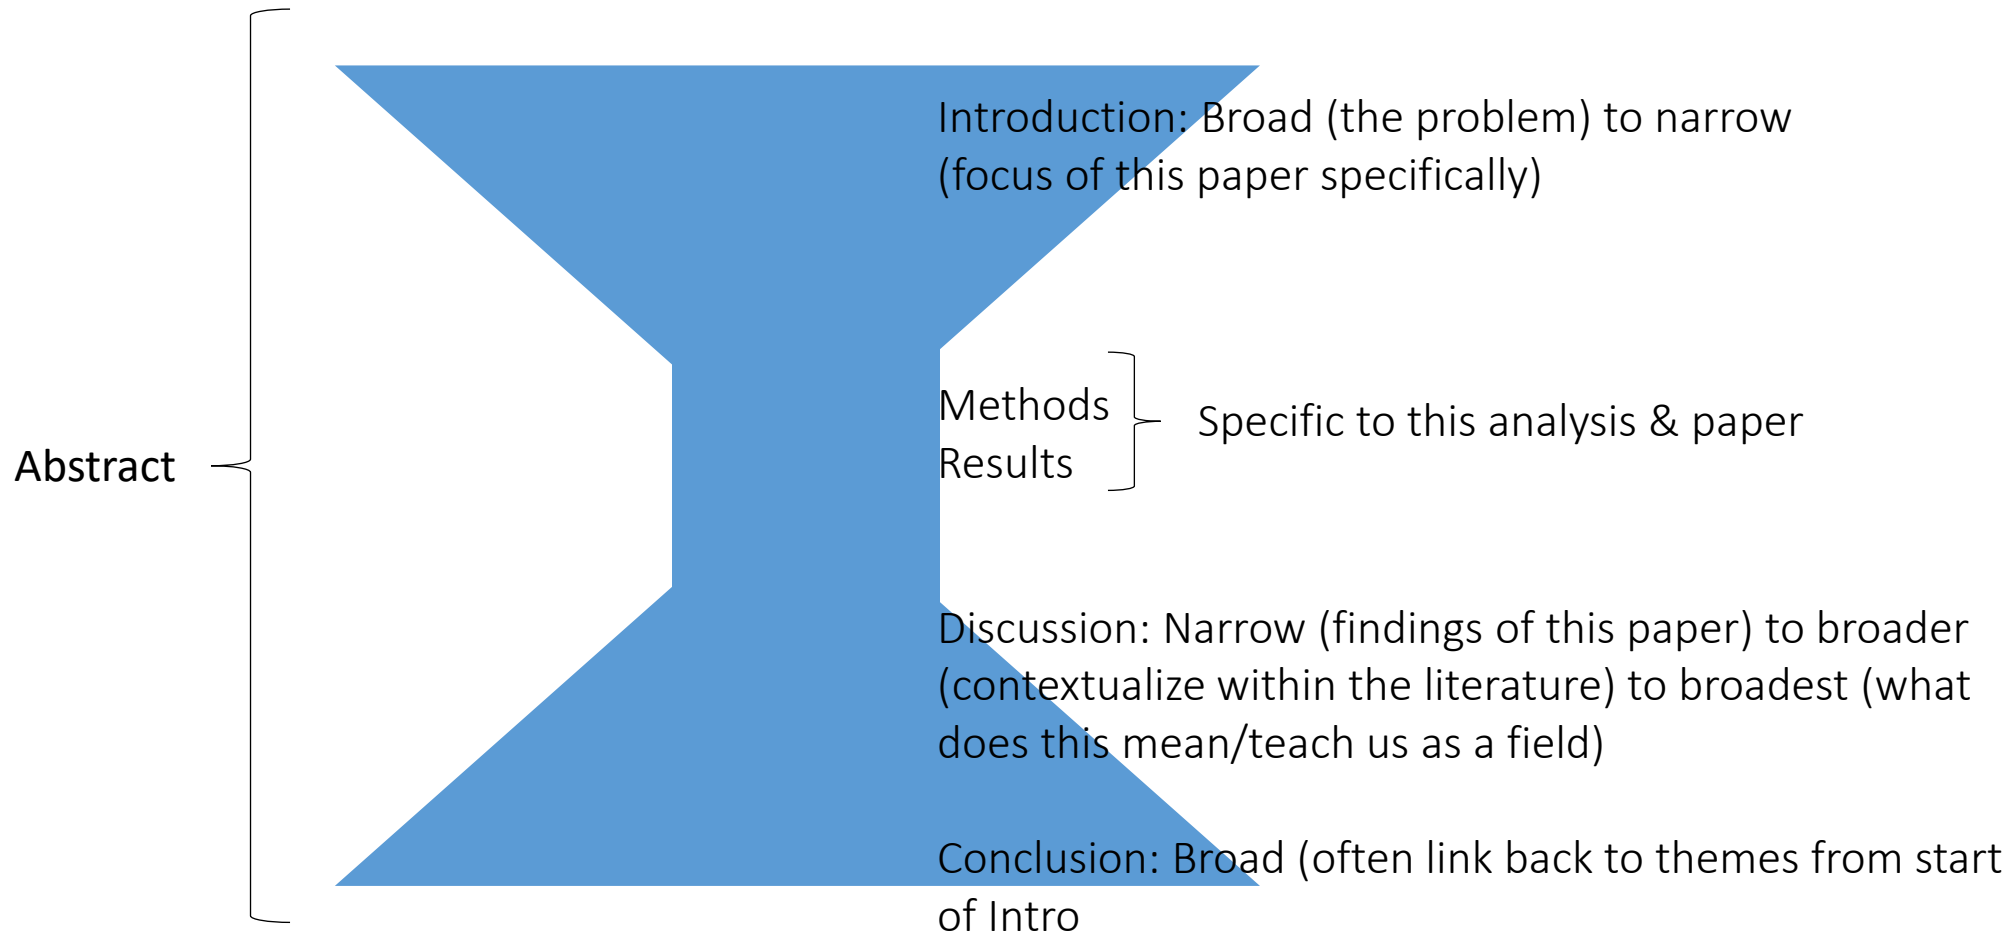 Introduction: Broad (the problem) to narrow
(focus of this paper specifically)
Abstract
Methods
Results
Specific to this analysis & paper
Discussion: Narrow (findings of this paper) to broader
(contextualize within the literature) to broadest (what
does this mean/teach us as a field)
Conclusion: Broad (often link back to themes from start
of Intro